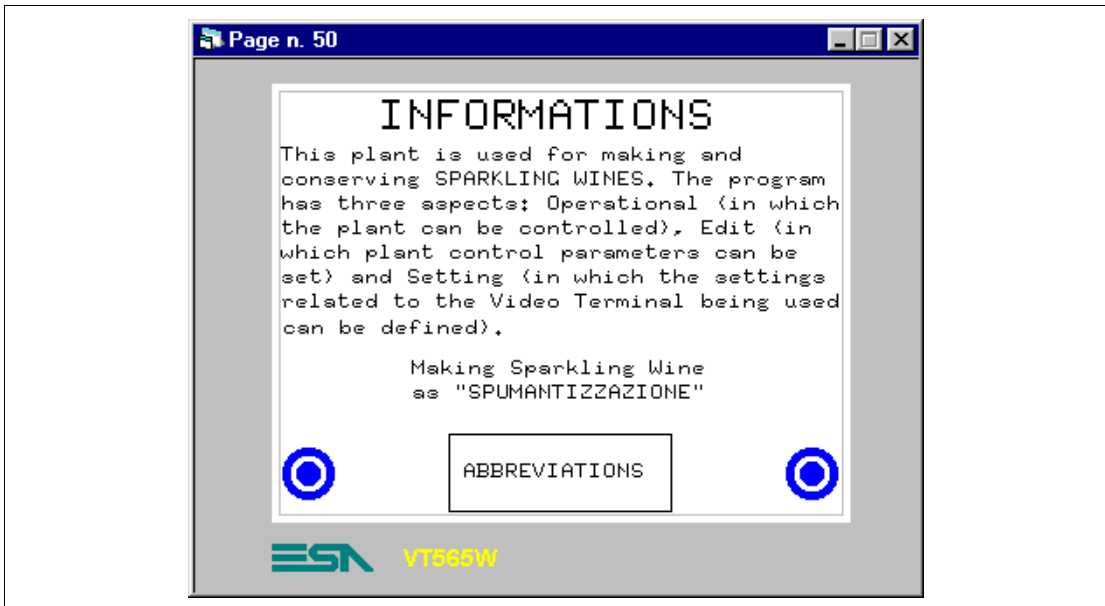 Page n. 50
INFORMATIONS
This plant is used for making and
conserving SPARKLING WINES. The program
has three aspects: Operational (in which
the plant can be controlled), Edit (in
which plant control parameters can be
set) and Setting (in which the settings
related to the Video Terminal being used
can be defined).
Making Sparkling Wine
as "SPUMANTIZZAZIONE"
ABBREVIATIONS
ESA VT565W